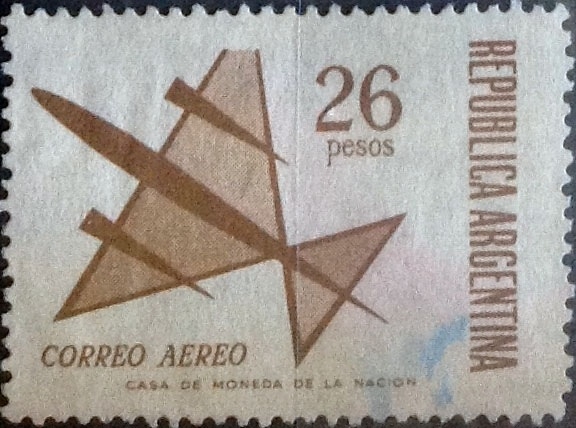 26
pesos
REPUBLICA ARGENTINA
CORREO AEREO
CASA DE MONEDA DE LA NACION